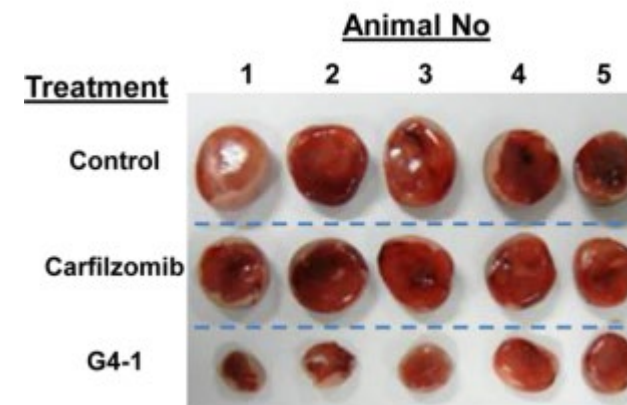 Animal No
1 2 3 4 5
Treatment
Control
Carfilzomib
G4-1